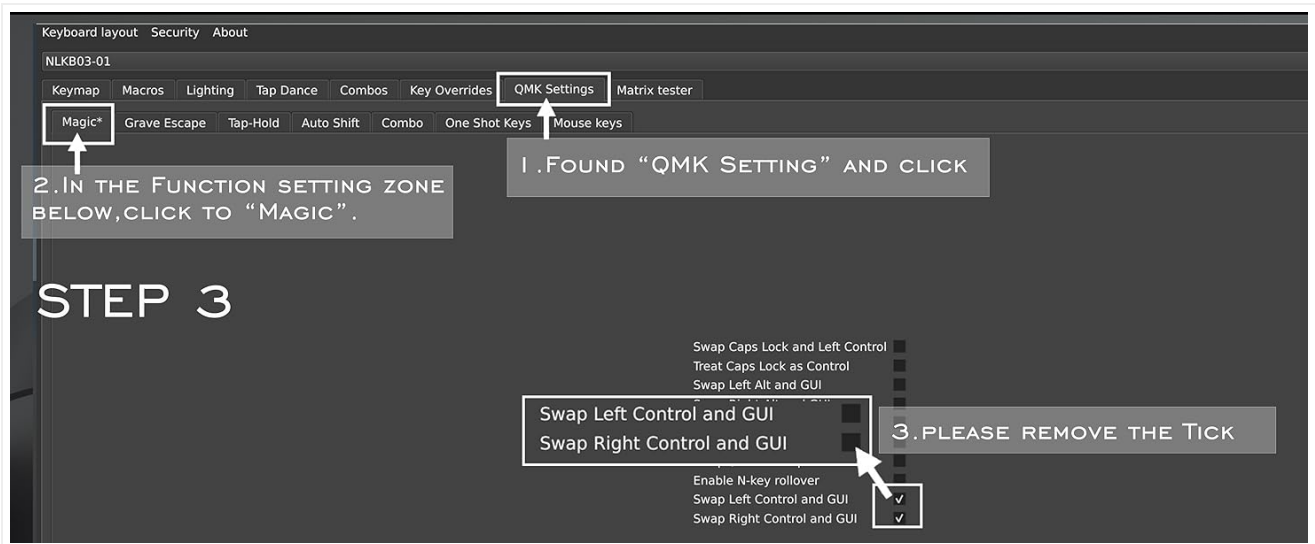 Keyboard layout Security About
NLKB03-01
Keymap Macros Lighting Tap Dance Combos Key Overrides QMK Settings Matrix tester
Magic* Grave Escape Tap-Hold Auto Shift Combo One Shot Keys Mouse keys
1.FOUND “QMK SETTING” AND CLICK
2.IN THE FUNCTION SETTING ZONE
BELOW,CLICK TO “MAGIC”.
STEP 3
Swap Caps Lock and Left Control
Treat Caps Lock as Control
Swap Left Alt and GUI
Swap Left Control and GUI
Swap Right Control and GUI
3.PLEASE REMOVE THE TICK
Enable N-key rollover
Swap Left Control and GUI
Swap Right Control and GUI